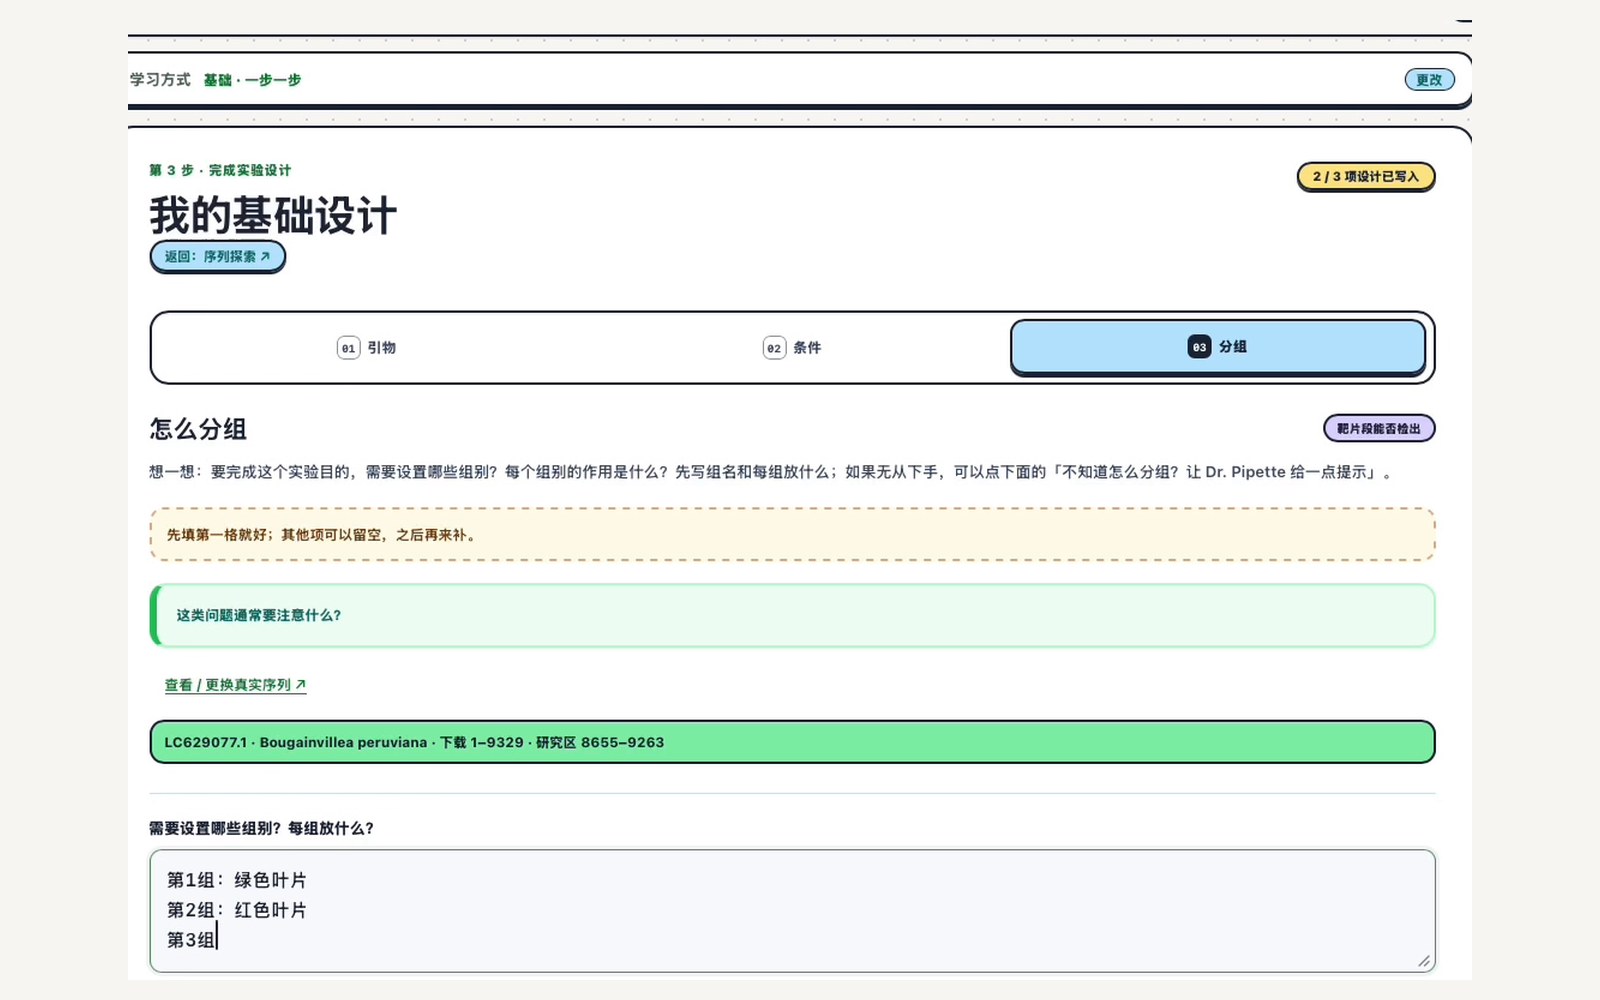 学习方式 基础 · 一步一步
更改
第 3 步 · 完成实验设计
2 / 3 项设计已写入
我的基础设计
返回：序列探索 ↗
01 引物
02 条件
03 分组
怎么分组
靶片段能否检出
想一想：要完成这个实验目的，需要设置哪些组别？每个组别的作用是什么？先写组名和每组放什么；如果无从下手，可以点下面的「不知道怎么分组？让 Dr. Pipette 给一点提示」。
先填第一格就好；其他项可以留空，之后再来补。
这类问题通常要注意什么？
查看 / 更换真实序列 ↗
LC629077.1 · Bougainvillea peruviana · 下载 1–9329 · 研究区 8655–9263
需要设置哪些组别？每组放什么？
第1组：绿色叶片
第2组：红色叶片
第3组